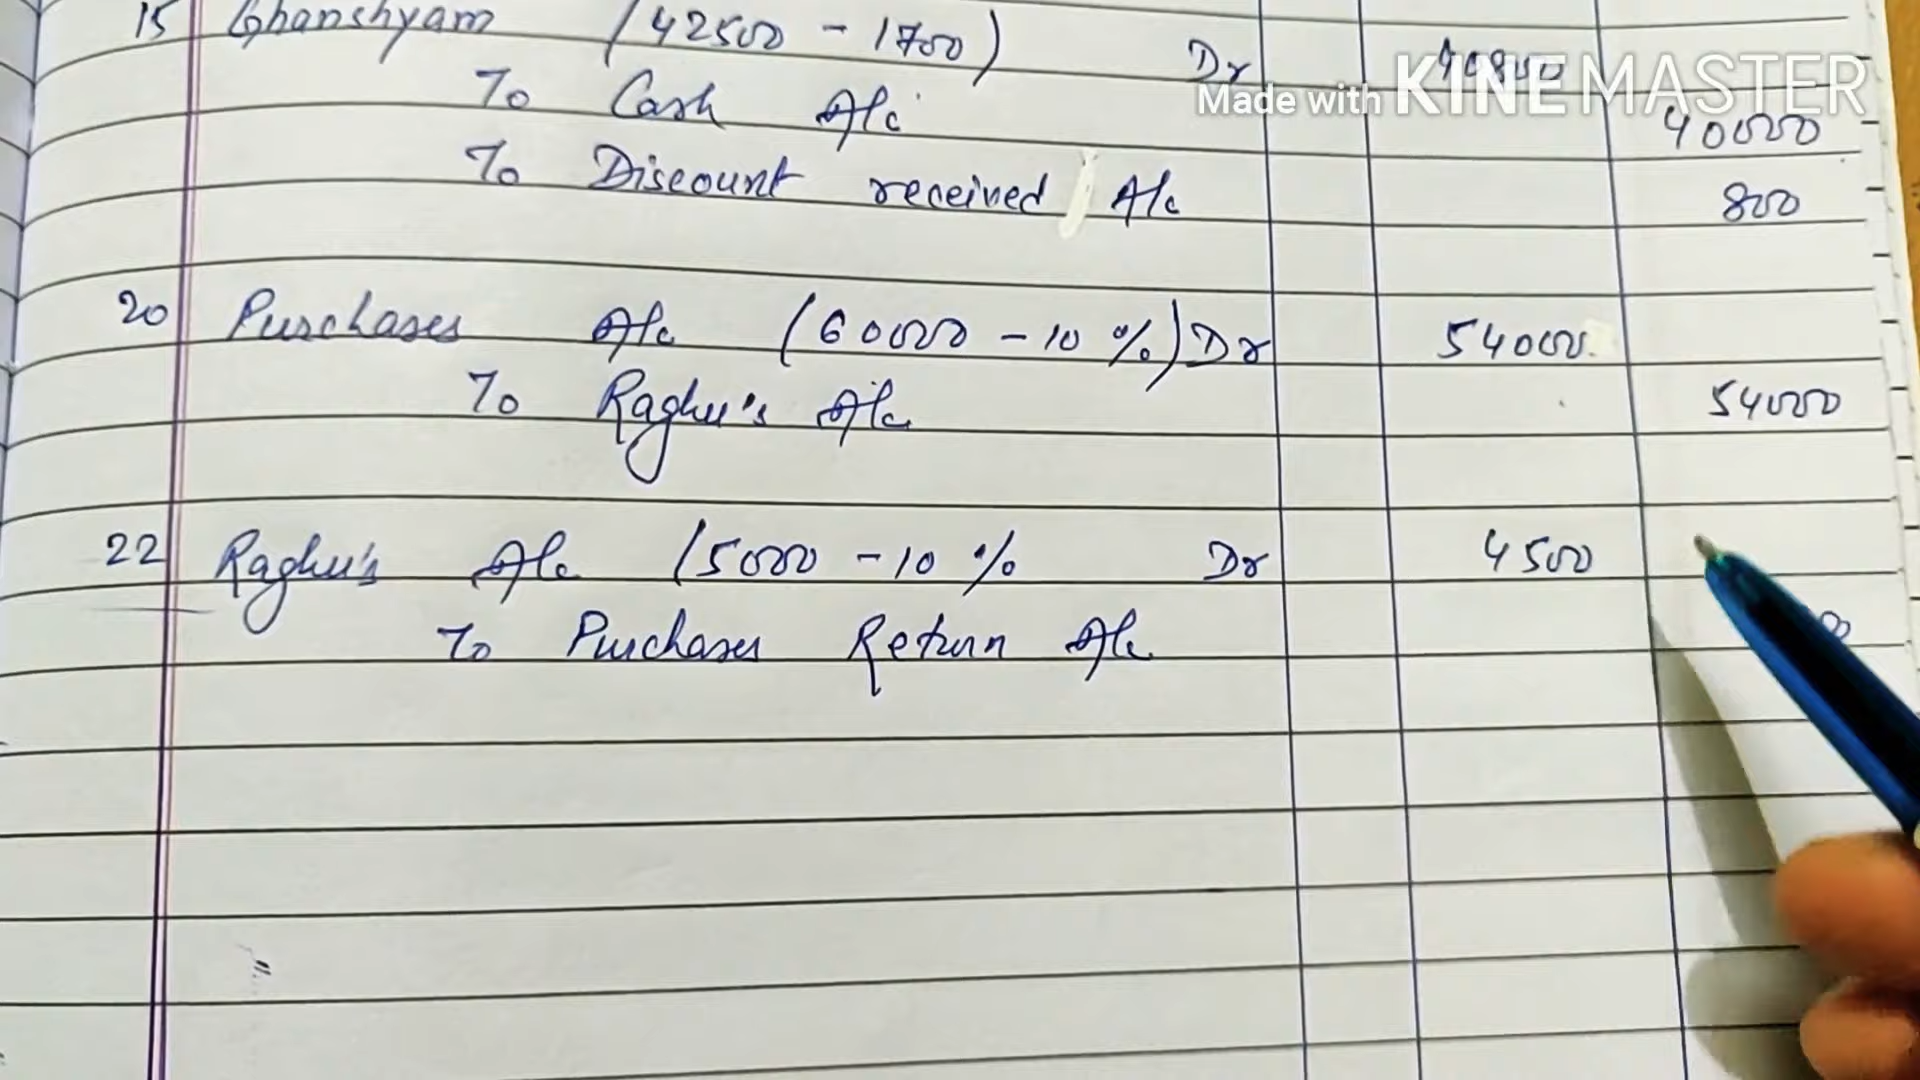 15 Ghanshyam (42500 - 1700) Dr 40800
Made with KINEMASTER
To Cash A/c 40000
To Discount received A/c 800
20 Purchases A/c (60000 - 10 %) Dr 54000
To Raghu's A/c 54000
22 Raghu's A/c (5000 - 10 % Dr 4500
To Purchases Return A/c